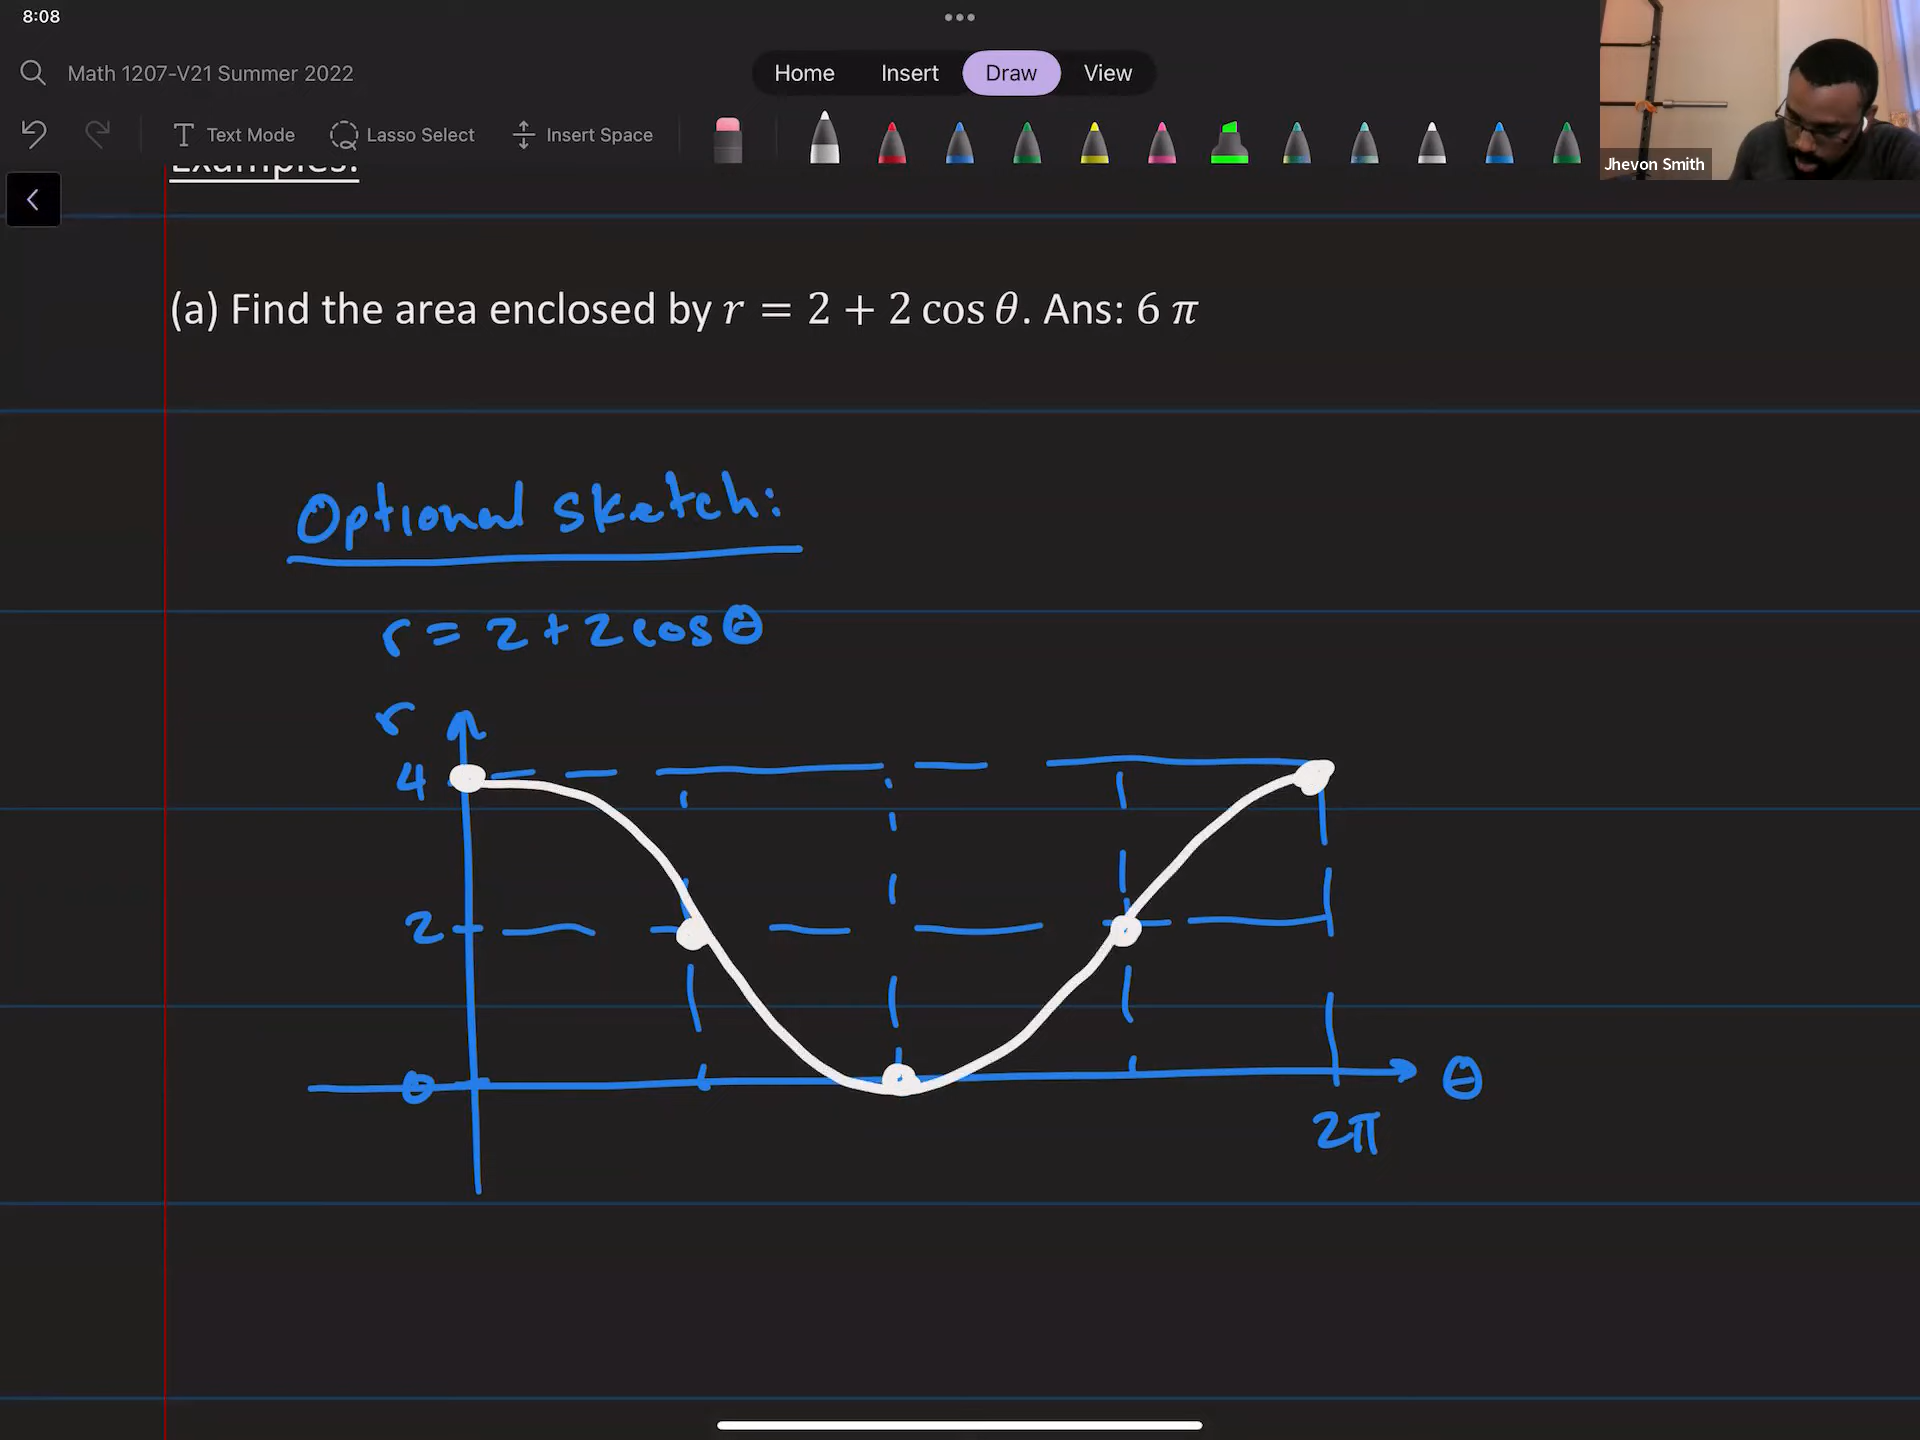 8:08
Math 1207-V21 Summer 2022
Home Insert Draw View
Text Mode Lasso Select Insert Space
Jhevon Smith
Examples:
(a) Find the area enclosed by r = 2 + 2 cos θ. Ans: 6 π
Optional sketch:
r = 2 + 2 cos θ
r
4
2
0
θ
2π